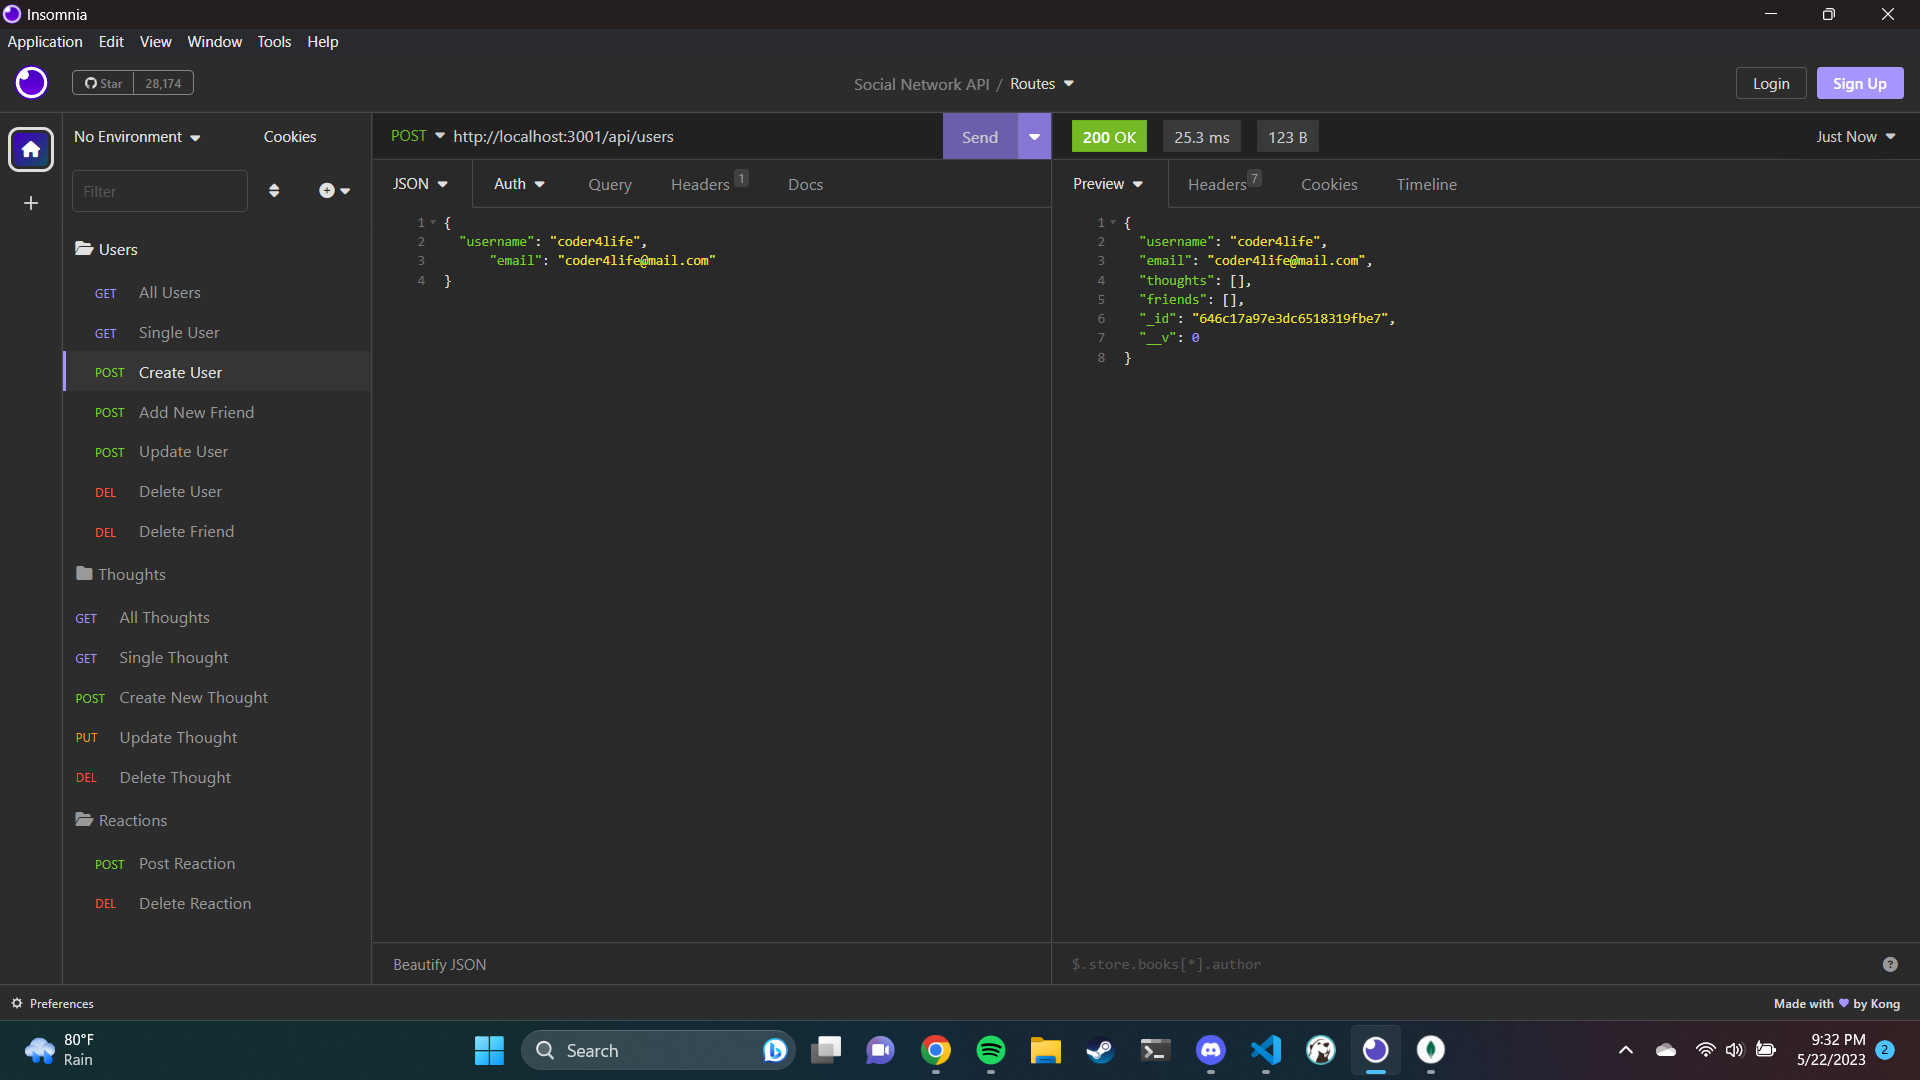 Insomnia
Application Edit View Window Tools Help
Star 28,174
Social Network API / Routes
Login Sign Up
No Environment Cookies
POST http://localhost:3001/api/users Send
200 OK 25.3 ms 123 B Just Now
Filter
JSON Auth Query Headers 1 Docs
Preview Headers 7 Cookies Timeline
Users
GET All Users
GET Single User
POST Create User
POST Add New Friend
POST Update User
DEL Delete User
DEL Delete Friend
Thoughts
GET All Thoughts
GET Single Thought
POST Create New Thought
PUT Update Thought
DEL Delete Thought
Reactions
POST Post Reaction
DEL Delete Reaction
1 {
2 "username": "coder4life",
3 "email": "coder4life@mail.com"
4 }
1 {
2 "username": "coder4life",
3 "email": "coder4life@mail.com",
4 "thoughts": [],
5 "friends": [],
6 "_id": "646c17a97e3dc6518319fbe7",
7 "__v": 0
8 }
Beautify JSON
$.store.books[*].author ?
Preferences
Made with by Kong
80°F
Rain
Search
9:32 PM
5/22/2023
2